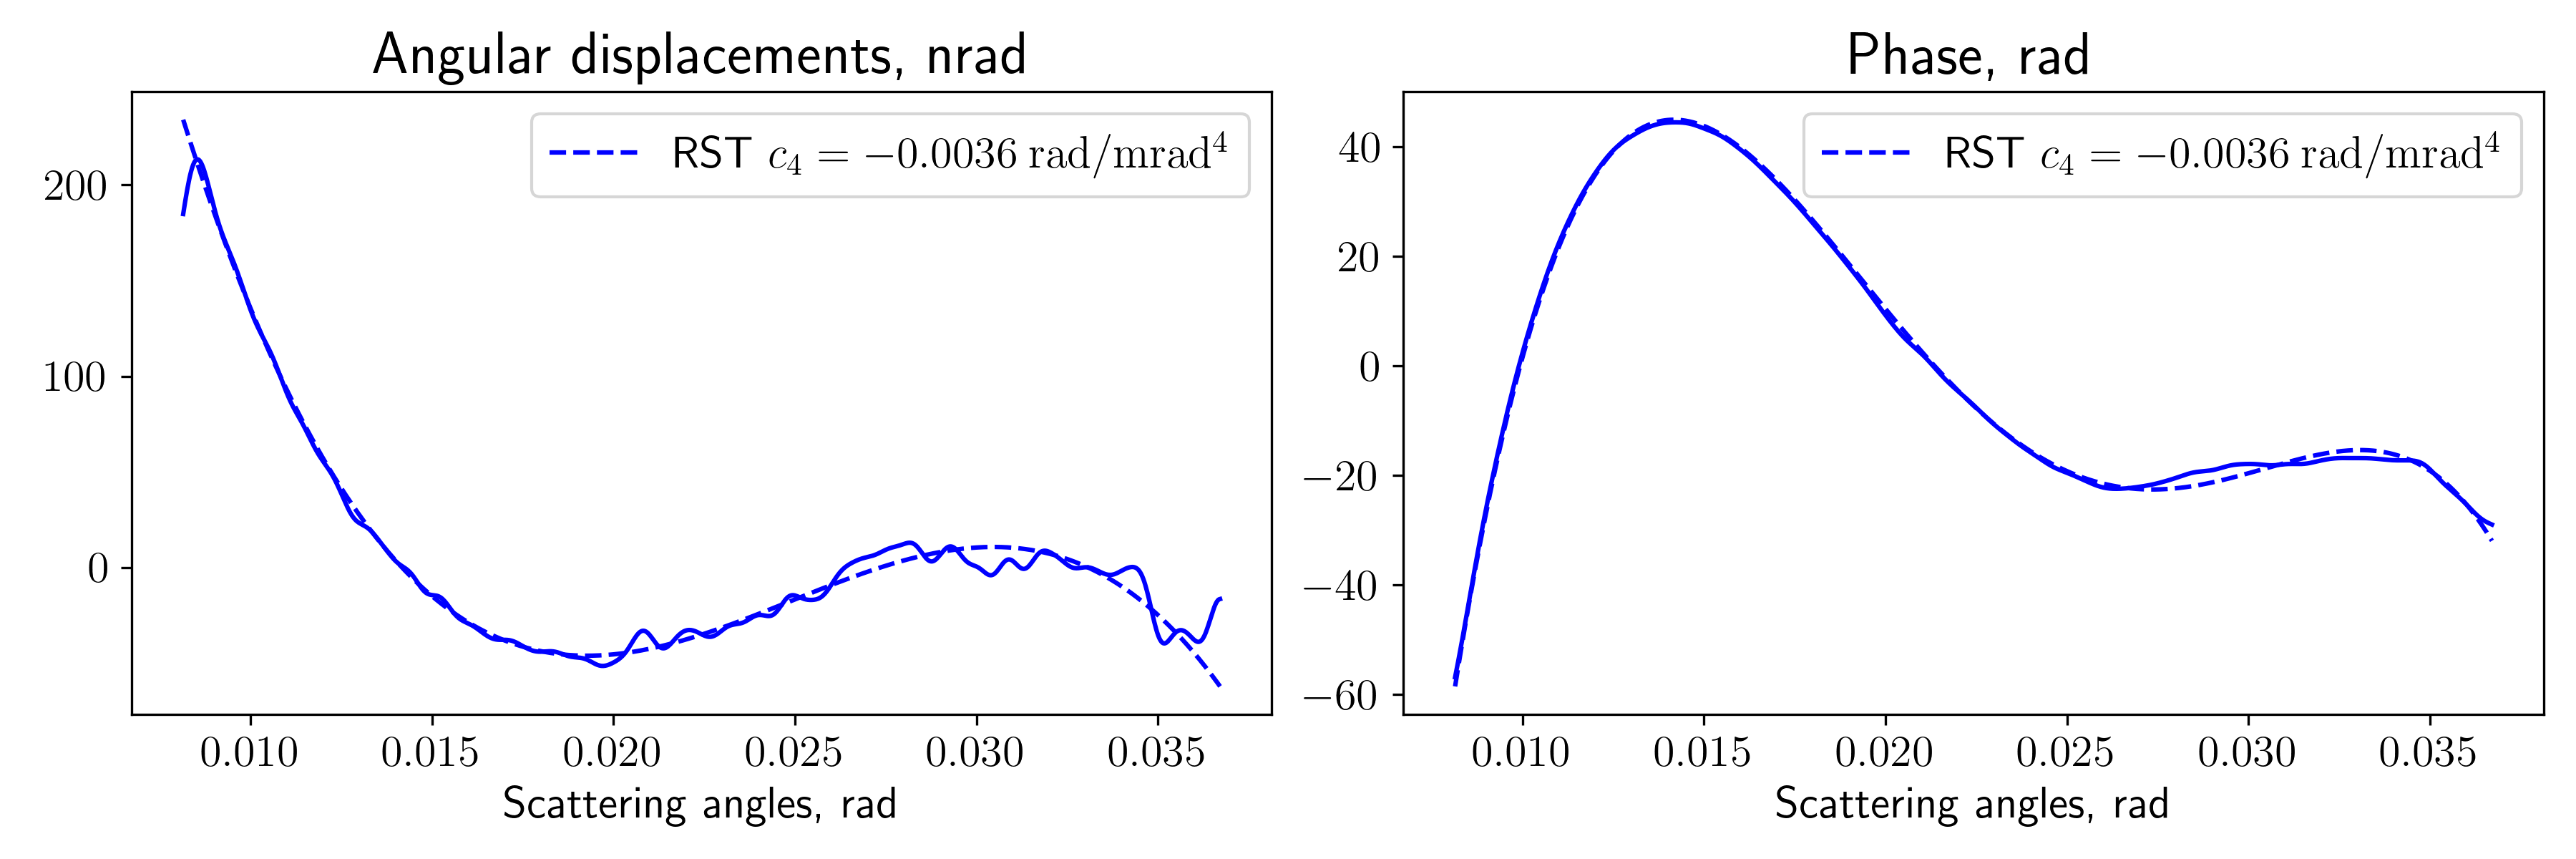 Angular displacements, nrad
RST c₄ = −0.0036 rad/mrad⁴
200
100
0
0.010 0.015 0.020 0.025 0.030 0.035
Scattering angles, rad
Phase, rad
RST c₄ = −0.0036 rad/mrad⁴
40
20
0
−20
−40
−60
0.010 0.015 0.020 0.025 0.030 0.035
Scattering angles, rad